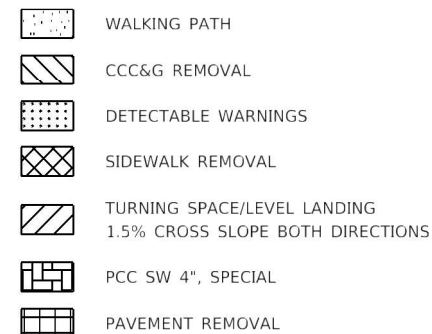 WALKING PATH
CCC&G REMOVAL
DETECTABLE WARNINGS
SIDEWALK REMOVAL
TURNING SPACE/LEVEL LANDING
1.5% CROSS SLOPE BOTH DIRECTIONS
PCC SW 4", SPECIAL
PAVEMENT REMOVAL